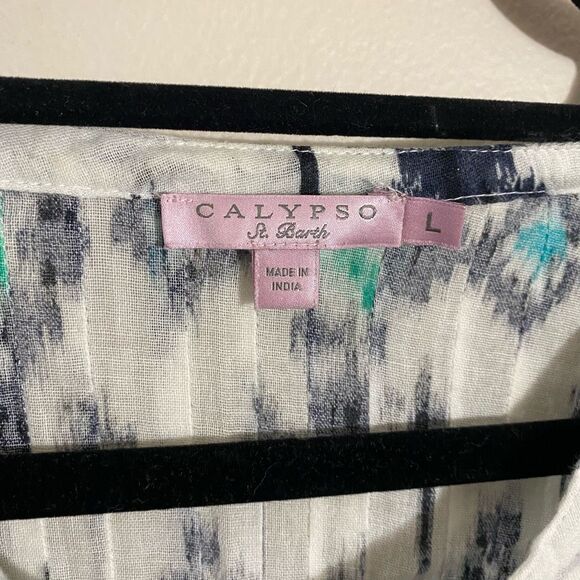 CALYPSO
St. Barth
L
MADE IN
INDIA